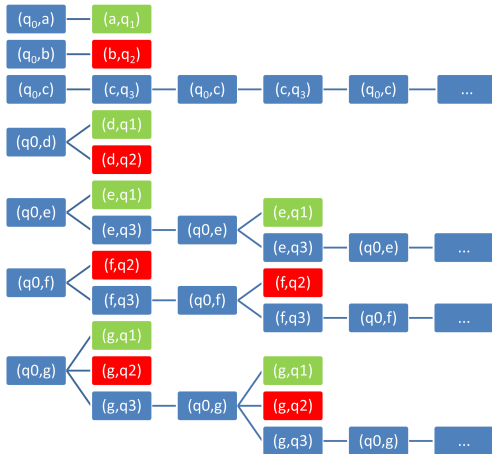 (q₀,a) (a,q₁)
(q₀,b) (b,q₂)
(q₀,c) (c,q₃) (q₀,c) (c,q₃) (q₀,c) ...
(d,q1)
(q0,d)
(d,q2)
(e,q1) (e,q1)
(q0,e)
(e,q3) (q0,e) (e,q3) (q0,e) ...
(f,q2) (f,q2)
(q0,f)
(f,q3) (q0,f) (f,q3) (q0,f) ...
(g,q1)
(q0,g) (g,q2) (g,q1)
(g,q3) (q0,g) (g,q2)
(g,q3) (q0,g) ...